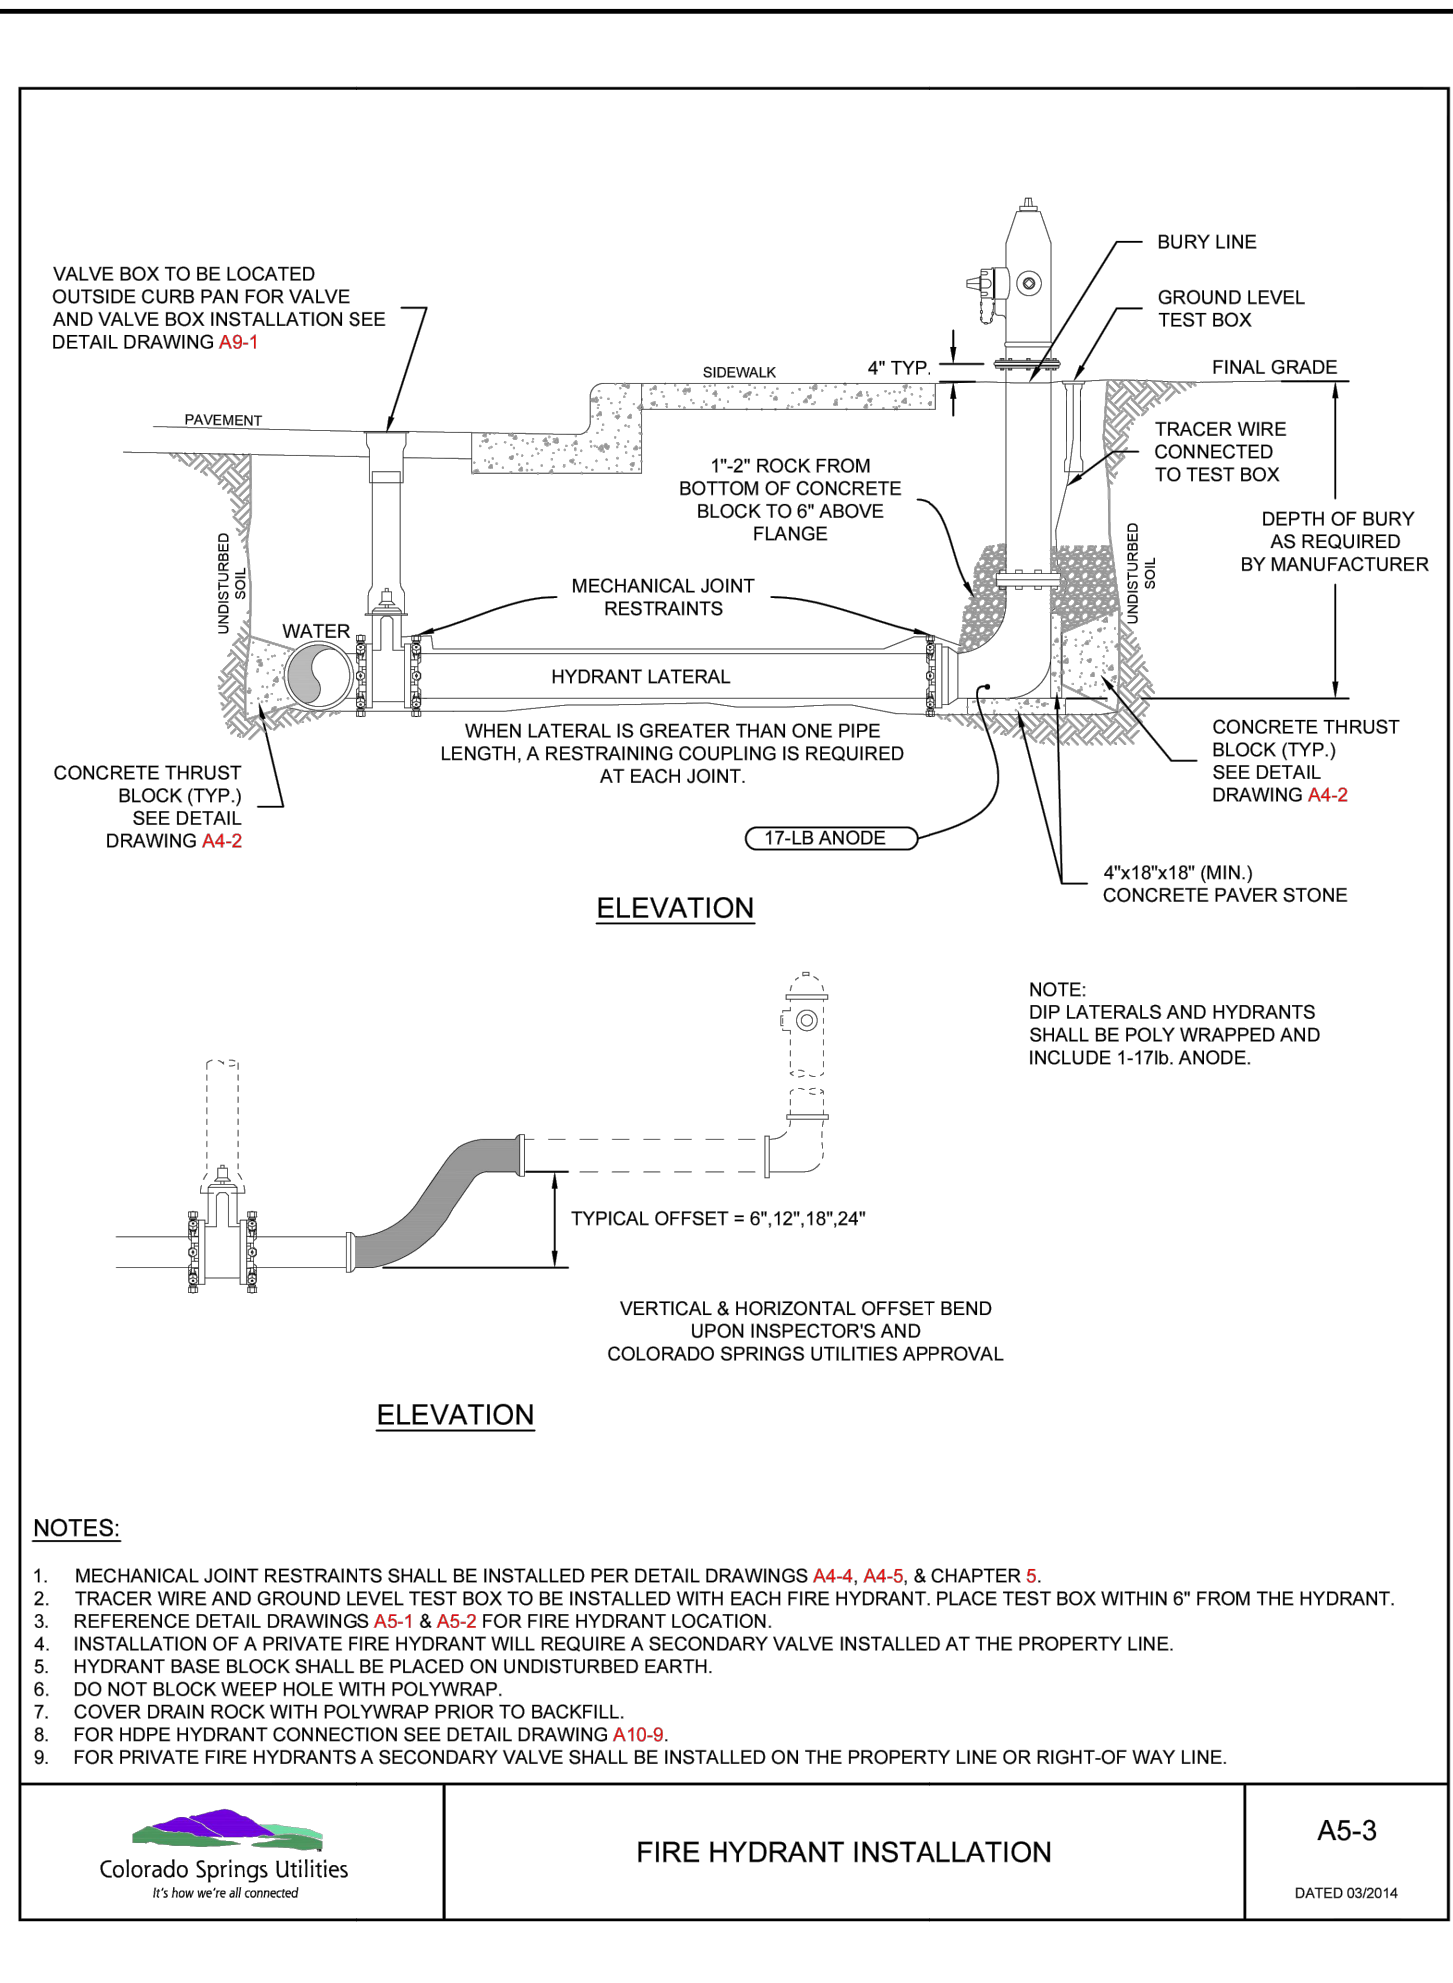 BURY LINE
VALVE BOX TO BE LOCATED
OUTSIDE CURB PAN FOR VALVE
AND VALVE BOX INSTALLATION SEE
DETAIL DRAWING A9-1
GROUND LEVEL
TEST BOX
4" TYP.
SIDEWALK
FINAL GRADE
PAVEMENT
TRACER WIRE
CONNECTED
TO TEST BOX
1"-2" ROCK FROM
BOTTOM OF CONCRETE
BLOCK TO 6" ABOVE
FLANGE
DEPTH OF BURY
AS REQUIRED
BY MANUFACTURER
UNDISTURBED
SOIL
UNDISTURBED
SOIL
MECHANICAL JOINT
RESTRAINTS
WATER
HYDRANT LATERAL
WHEN LATERAL IS GREATER THAN ONE PIPE
LENGTH, A RESTRAINING COUPLING IS REQUIRED
AT EACH JOINT.
CONCRETE THRUST
BLOCK (TYP.)
SEE DETAIL
DRAWING A4-2
CONCRETE THRUST
BLOCK (TYP.)
SEE DETAIL
DRAWING A4-2
17-LB ANODE
4"x18"x18" (MIN.)
CONCRETE PAVER STONE
ELEVATION
NOTE:
DIP LATERALS AND HYDRANTS
SHALL BE POLY WRAPPED AND
INCLUDE 1-17lb. ANODE.
TYPICAL OFFSET = 6",12",18",24"
VERTICAL & HORIZONTAL OFFSET BEND
UPON INSPECTOR'S AND
COLORADO SPRINGS UTILITIES APPROVAL
ELEVATION
NOTES:
1. MECHANICAL JOINT RESTRAINTS SHALL BE INSTALLED PER DETAIL DRAWINGS A4-4, A4-5, & CHAPTER 5.
2. TRACER WIRE AND GROUND LEVEL TEST BOX TO BE INSTALLED WITH EACH FIRE HYDRANT. PLACE TEST BOX WITHIN 6" FROM THE HYDRANT.
3. REFERENCE DETAIL DRAWINGS A5-1 & A5-2 FOR FIRE HYDRANT LOCATION.
4. INSTALLATION OF A PRIVATE FIRE HYDRANT WILL REQUIRE A SECONDARY VALVE INSTALLED AT THE PROPERTY LINE.
5. HYDRANT BASE BLOCK SHALL BE PLACED ON UNDISTURBED EARTH.
6. DO NOT BLOCK WEEP HOLE WITH POLYWRAP.
7. COVER DRAIN ROCK WITH POLYWRAP PRIOR TO BACKFILL.
8. FOR HDPE HYDRANT CONNECTION SEE DETAIL DRAWING A10-9.
9. FOR PRIVATE FIRE HYDRANTS A SECONDARY VALVE SHALL BE INSTALLED ON THE PROPERTY LINE OR RIGHT-OF WAY LINE.
Colorado Springs Utilities
It's how we're all connected
FIRE HYDRANT INSTALLATION
A5-3
DATED 03/2014